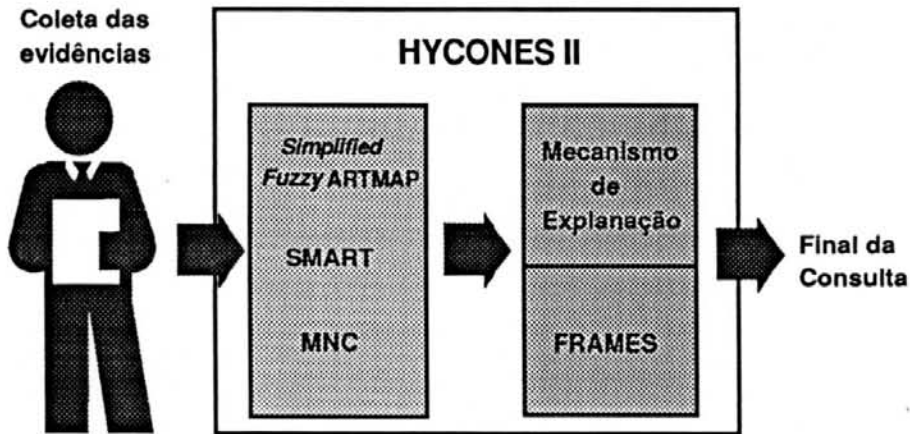 Coleta das
evidências
HYCONES II
Simplified
Fuzzy ARTMAP
SMART
MNC
Mecanismo
de
Explanação
FRAMES
Final da
Consulta